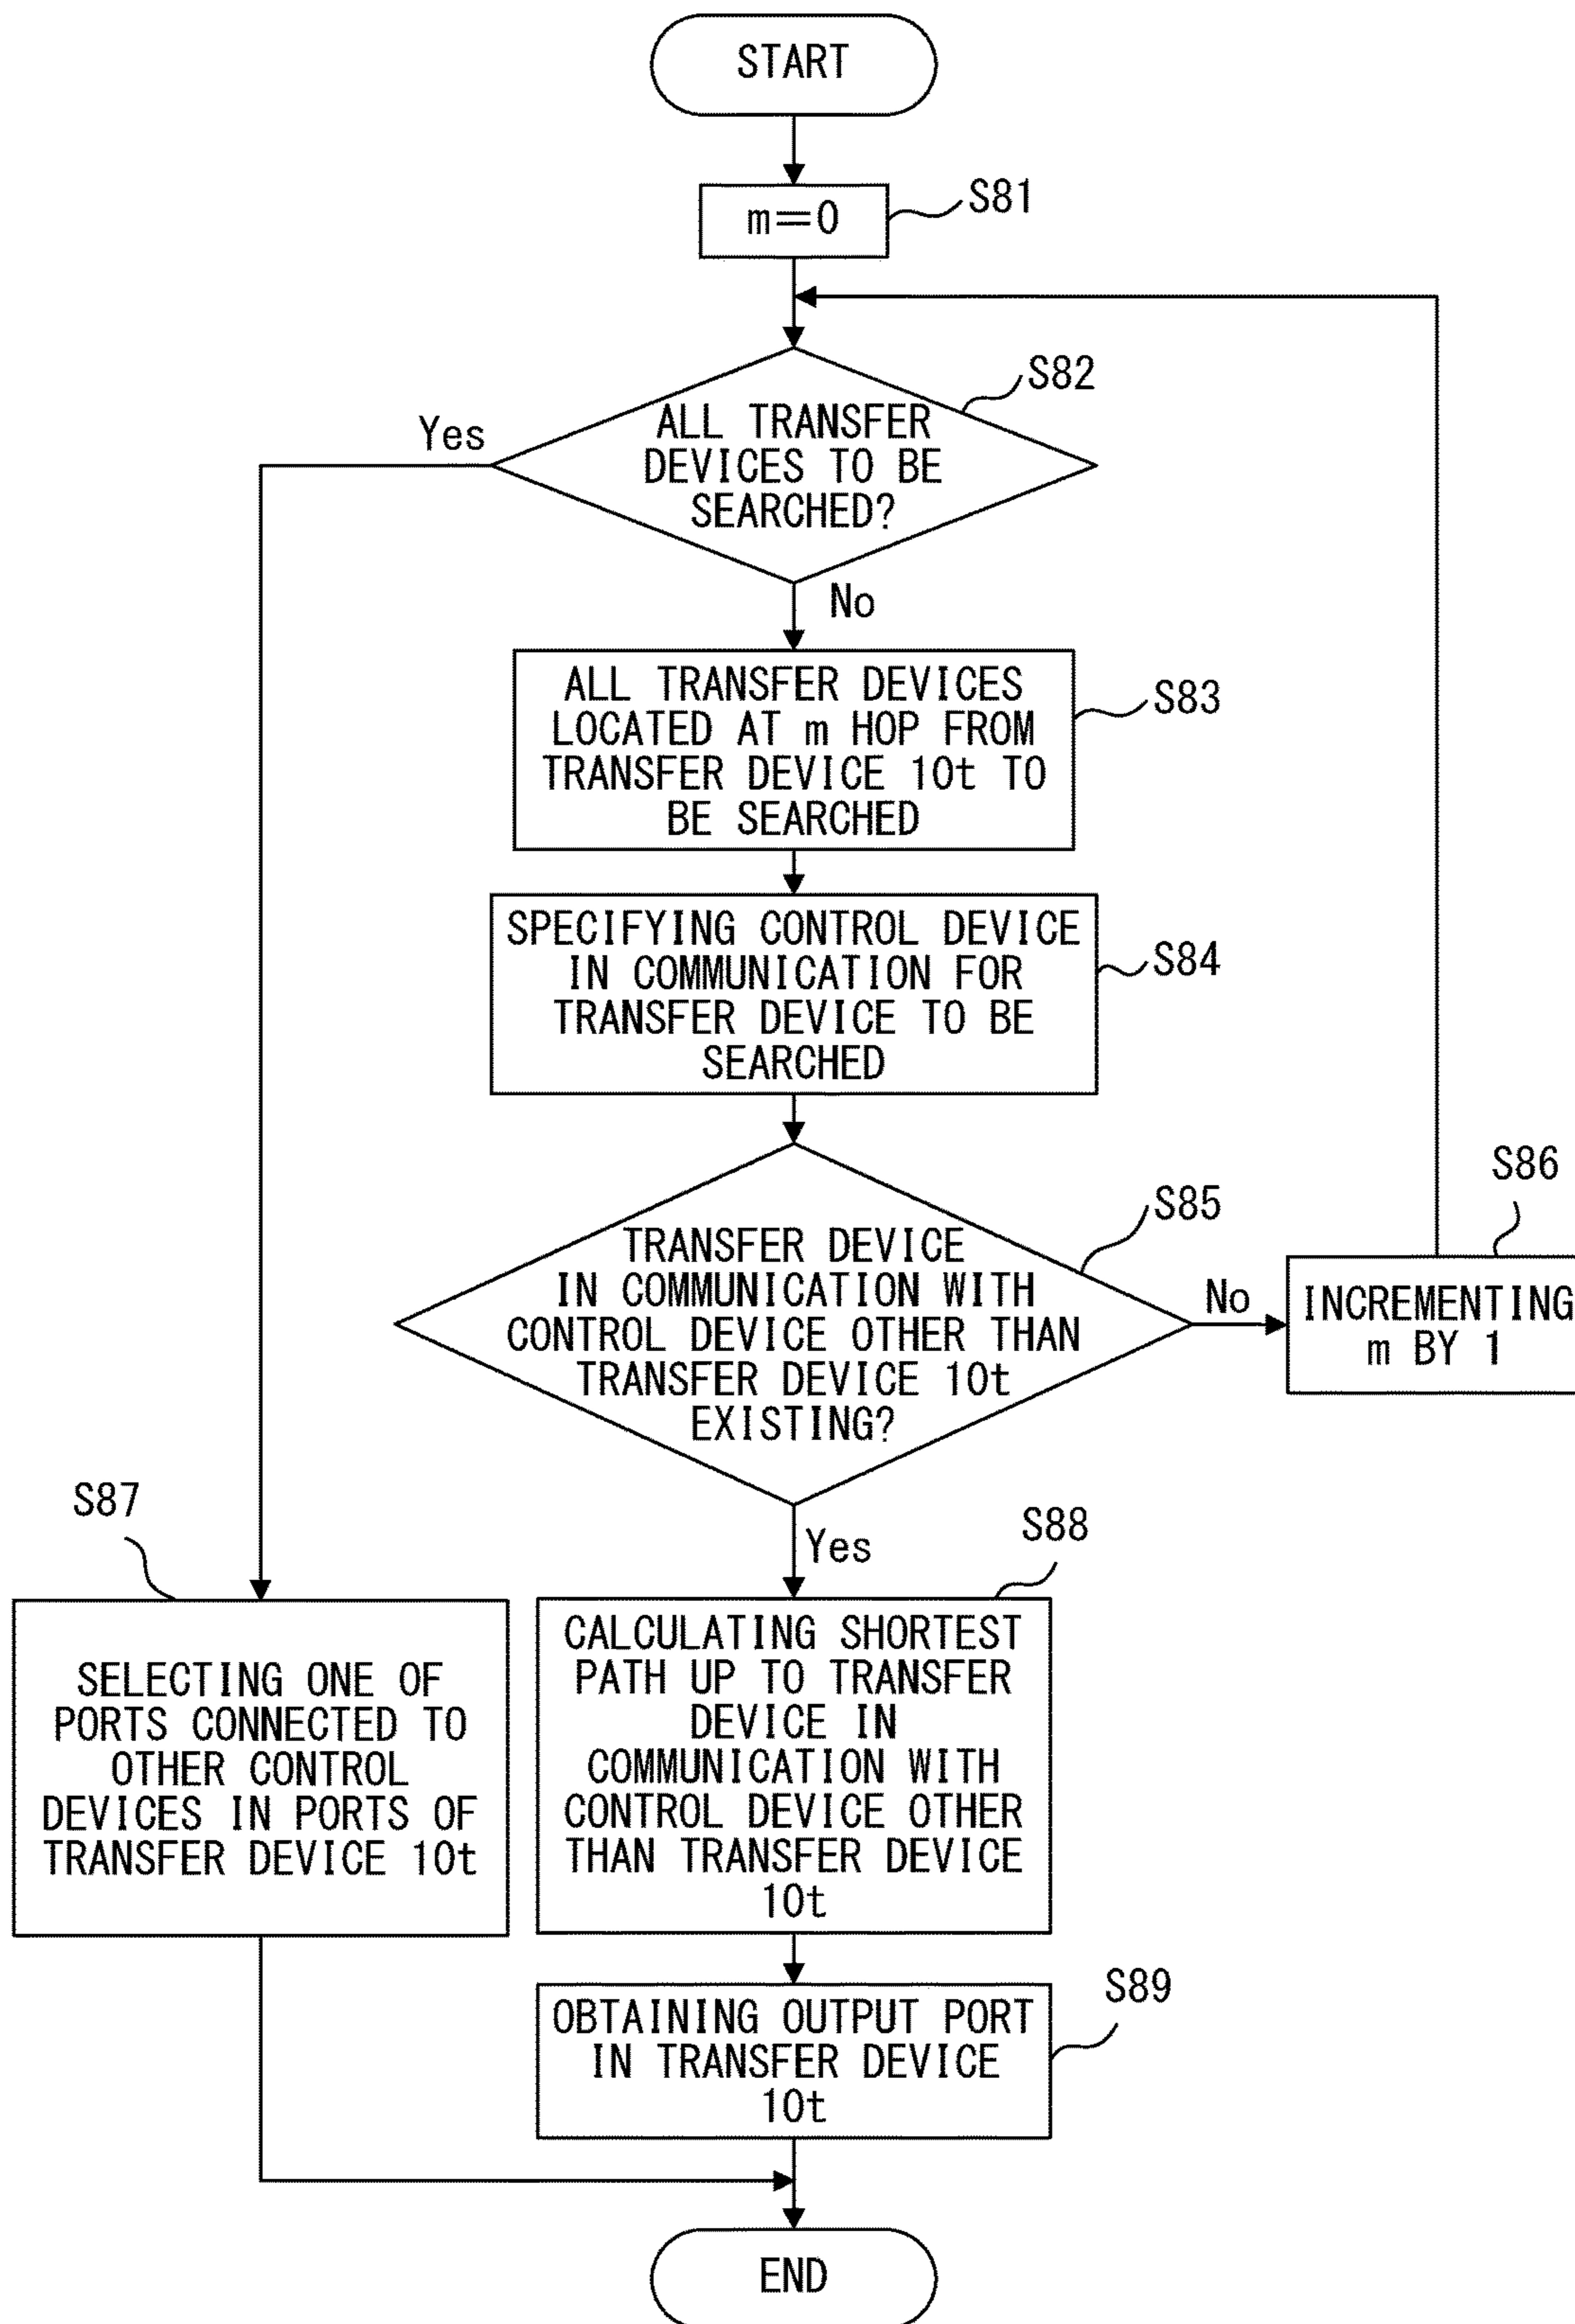 START
m=0
S81
S82
ALL TRANSFER
DEVICES TO BE
SEARCHED?
Yes
No
ALL TRANSFER DEVICES
LOCATED AT m HOP FROM
TRANSFER DEVICE 10t TO
BE SEARCHED
S83
SPECIFYING CONTROL DEVICE
IN COMMUNICATION FOR
TRANSFER DEVICE TO BE
SEARCHED
S84
TRANSFER DEVICE
IN COMMUNICATION WITH
CONTROL DEVICE OTHER THAN
TRANSFER DEVICE 10t
EXISTING?
S85
No
S86
INCREMENTING
m BY 1
Yes
S87
SELECTING ONE OF
PORTS CONNECTED TO
OTHER CONTROL
DEVICES IN PORTS OF
TRANSFER DEVICE 10t
S88
CALCULATING SHORTEST
PATH UP TO TRANSFER
DEVICE IN
COMMUNICATION WITH
CONTROL DEVICE OTHER
THAN TRANSFER DEVICE
10t
S89
OBTAINING OUTPUT PORT
IN TRANSFER DEVICE
10t
END